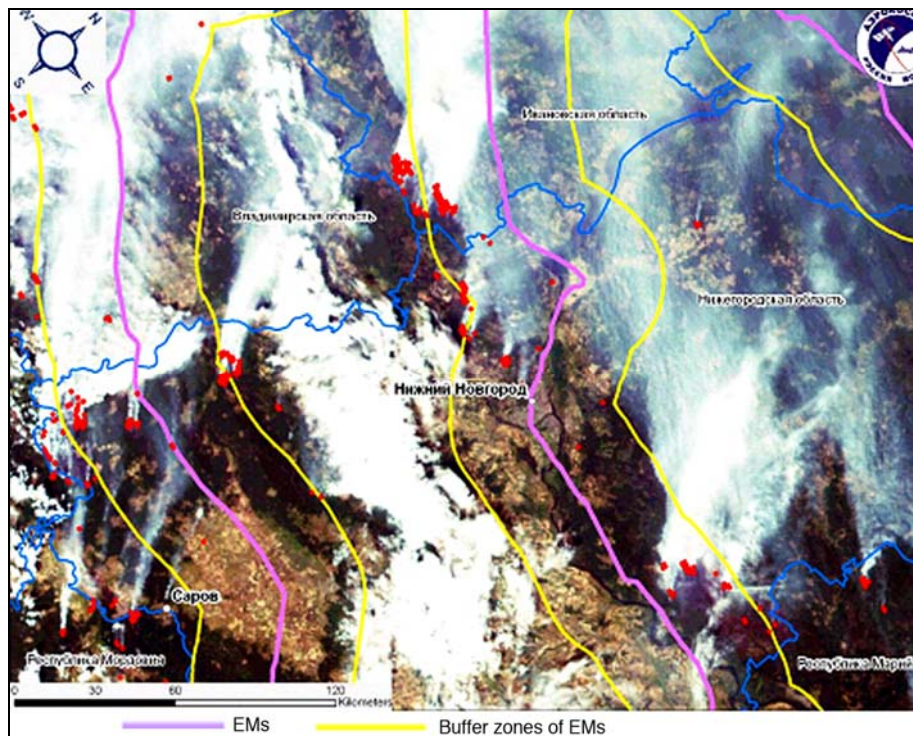 N
E
S
АЭРОКОС
Ивановская область
Владимирская область
Нижегородская область
Нижний Новгород
Саров
Республика Мордовия
Республика Марий
0 30 60 120
Kilometers
EMs
Buffer zones of EMs